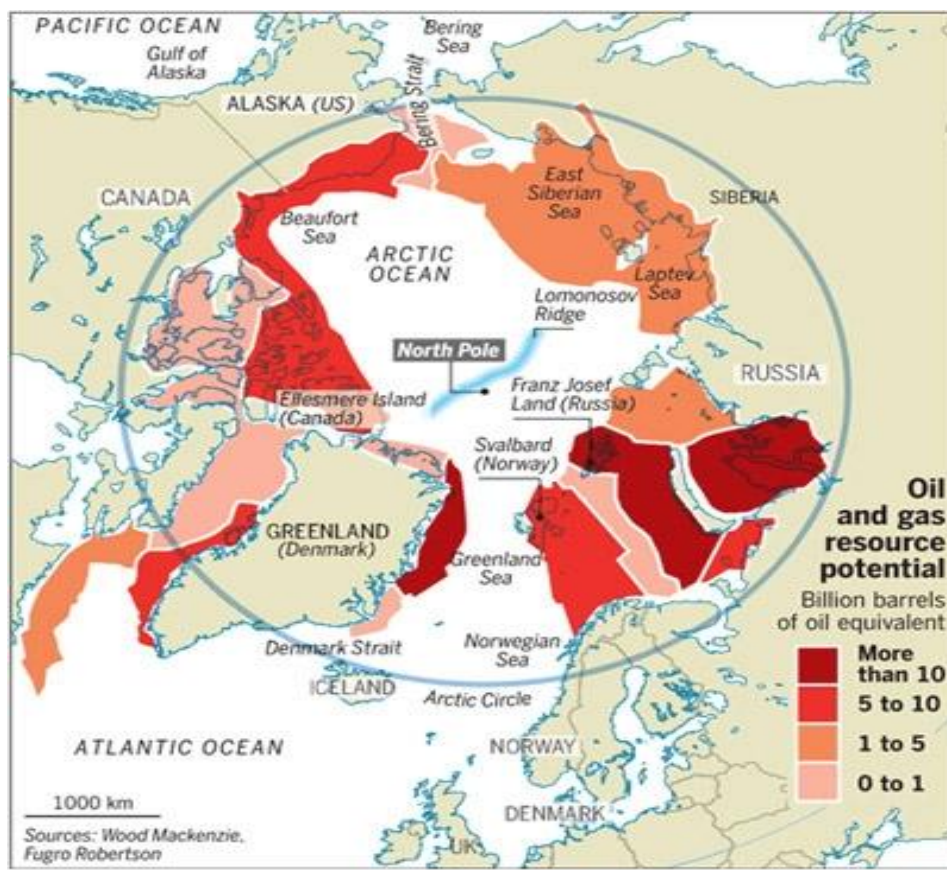 PACIFIC OCEAN
Gulf of
Alaska
Bering
Sea
Bering Strait
ALASKA (US)
CANADA
Beaufort
Sea
East
Siberian
Sea
SIBERIA
ARCTIC
OCEAN
Laptev
Sea
Lomonosov
Ridge
North Pole
RUSSIA
Ellesmere Island
(Canada)
Franz Josef
Land (Russia)
Svalbard
(Norway)
GREENLAND
(Denmark)
Greenland
Sea
Denmark Strait
Norwegian
Sea
ICELAND
Arctic Circle
ATLANTIC OCEAN
NORWAY
DENMARK
UK
1000 km
Sources: Wood Mackenzie,
Fugro Robertson
Oil
and gas
resource
potential
Billion barrels
of oil equivalent
More
than 10
5 to 10
1 to 5
0 to 1